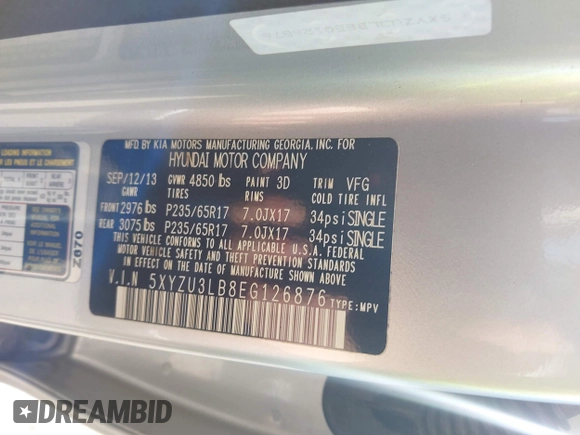 MFD BY KIA MOTORS MANUFACTURING GEORGIA, INC. FOR
HYUNDAI MOTOR COMPANY
SEP/12/13 GVWR 4850 lbs PAINT 3D TRIM VFG
GAWR TIRES RIMS COLD TIRE INFL
FRONT 2976 lbs P235/65R17 7.0JX17 34psi SINGLE
REAR 3075 lbs P235/65R17 7.0JX17 34psi SINGLE
THIS VEHICLE CONFORMS TO ALL APPLICABLE U.S.A. FEDERAL
MOTOR VEHICLE SAFETY AND THEFT PREVENTION STANDARDS
IN EFFECT ON THE DATE OF MANUFACTURE SHOWN ABOVE.
V.I.N 5XYZU3LB8EG126876 TYPE:MPV
Z670
LOADING INFORMATION
DREAMBID